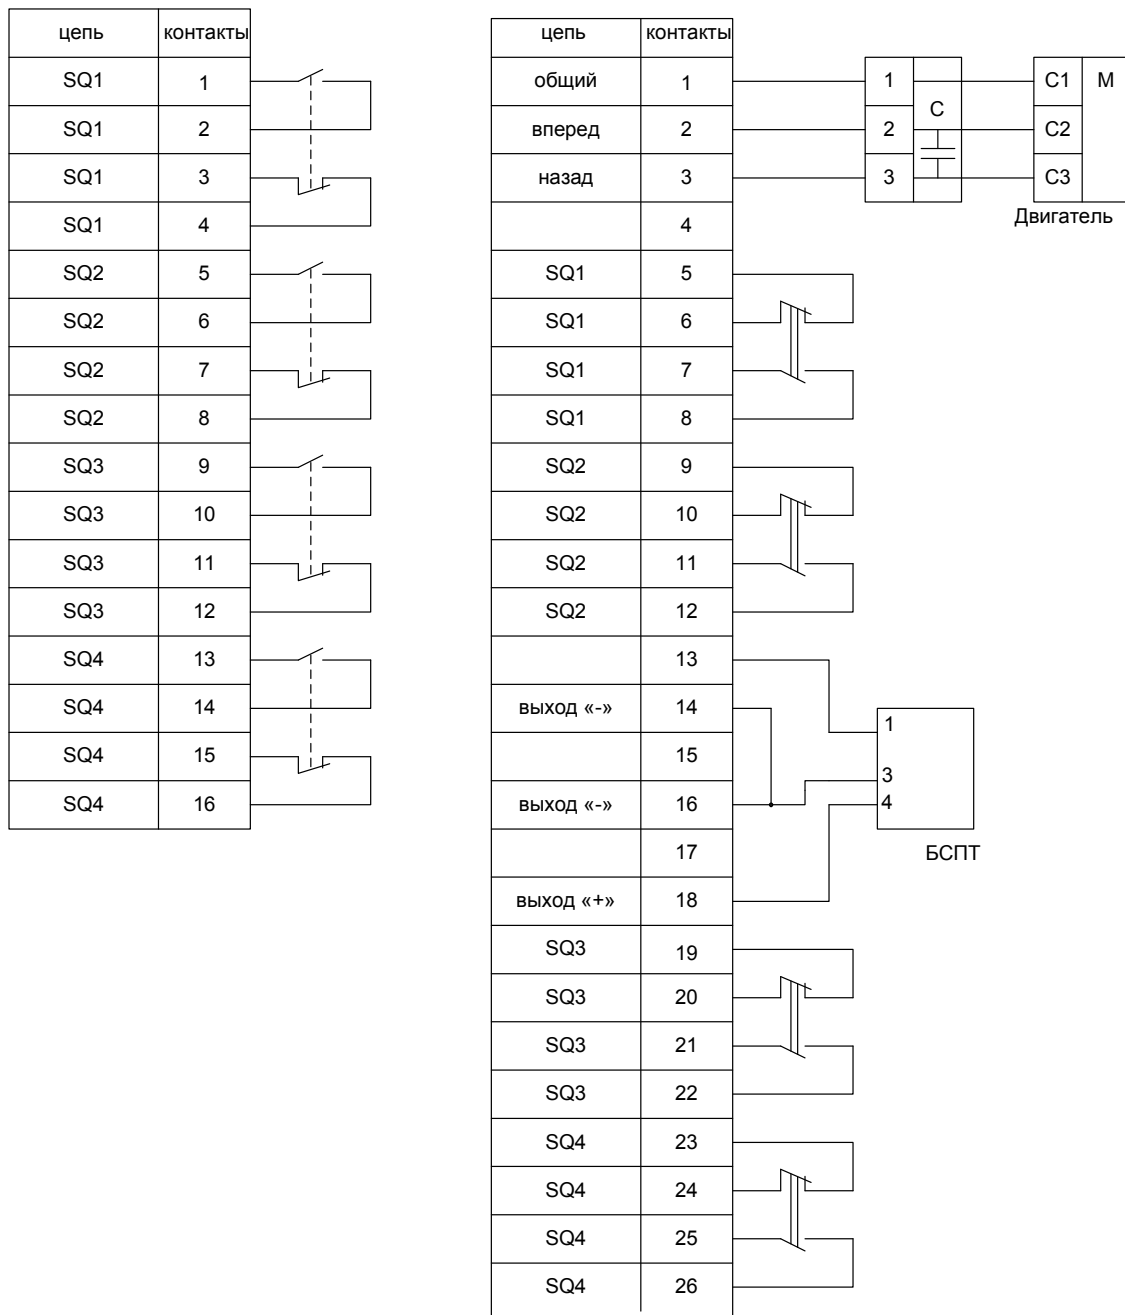 цепь контакты
SQ1 1
SQ1 2
SQ1 3
SQ1 4
SQ2 5
SQ2 6
SQ2 7
SQ2 8
SQ3 9
SQ3 10
SQ3 11
SQ3 12
SQ4 13
SQ4 14
SQ4 15
SQ4 16
цепь контакты
общий 1
вперед 2
назад 3
4
SQ1 5
SQ1 6
SQ1 7
SQ1 8
SQ2 9
SQ2 10
SQ2 11
SQ2 12
13
выход «-» 14
15
выход «-» 16
17
выход «+» 18
SQ3 19
SQ3 20
SQ3 21
SQ3 22
SQ4 23
SQ4 24
SQ4 25
SQ4 26
1
2
3
С
С1 М
С2
С3
Двигатель
1
3
4
БСПТ